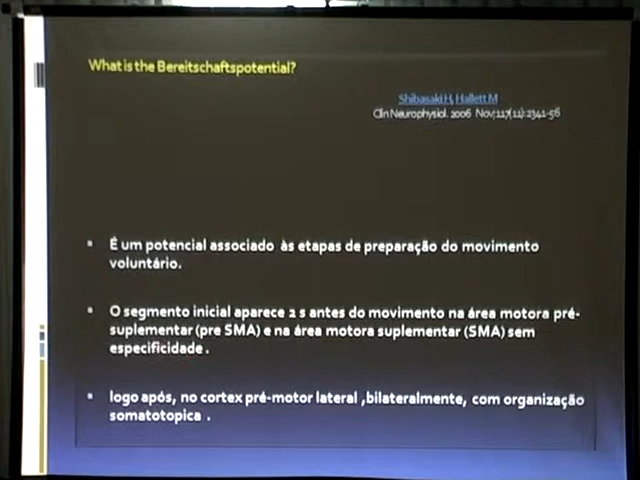 What is the Bereitschaftspotential?
Shibasaki H, Hallett M
Clin Neurophysiol. 2006 Nov;117(11):2341-56
▪ É um potencial associado às etapas de preparação do movimento
voluntário.
▪ O segmento inicial aparece 2 s antes do movimento na área motora pré-
suplementar (pre SMA) e na área motora suplementar (SMA) sem
especificidade .
▪ logo após, no cortex pré-motor lateral ,bilateralmente, com organização
somatotopica .